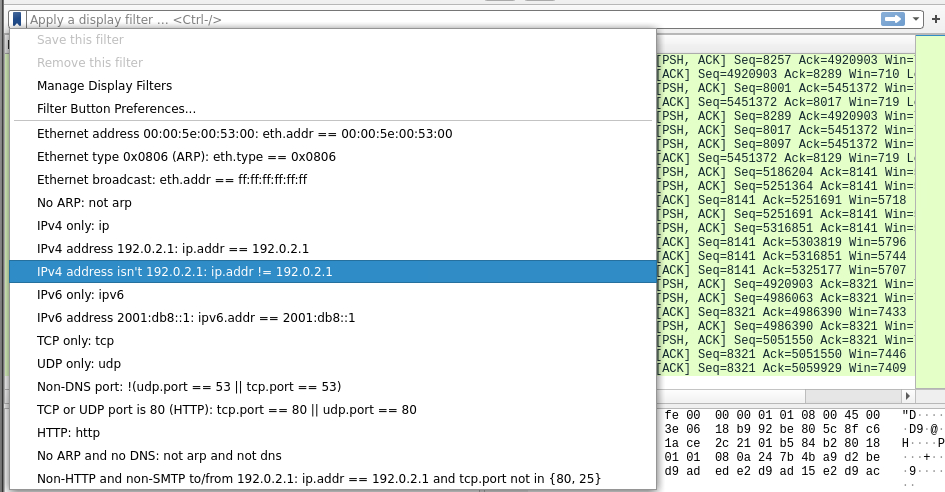 Apply a display filter ... <Ctrl-/>
Save this filter
Remove this filter
Manage Display Filters
Filter Button Preferences...
Ethernet address 00:00:5e:00:53:00: eth.addr == 00:00:5e:00:53:00
Ethernet type 0x0806 (ARP): eth.type == 0x0806
Ethernet broadcast: eth.addr == ff:ff:ff:ff:ff:ff
No ARP: not arp
IPv4 only: ip
IPv4 address 192.0.2.1: ip.addr == 192.0.2.1
IPv4 address isn't 192.0.2.1: ip.addr != 192.0.2.1
IPv6 only: ipv6
IPv6 address 2001:db8::1: ipv6.addr == 2001:db8::1
TCP only: tcp
UDP only: udp
Non-DNS port: !(udp.port == 53 || tcp.port == 53)
TCP or UDP port is 80 (HTTP): tcp.port == 80 || udp.port == 80
HTTP: http
No ARP and no DNS: not arp and not dns
Non-HTTP and non-SMTP to/from 192.0.2.1: ip.addr == 192.0.2.1 and tcp.port not in {80, 25}
[PSH, ACK] Seq=8257 Ack=4920903 Win=
[ACK] Seq=4920903 Ack=8289 Win=710 L
[PSH, ACK] Seq=8001 Ack=5451372 Win=
[ACK] Seq=5451372 Ack=8017 Win=719 L
[PSH, ACK] Seq=8289 Ack=4920903 Win=
[PSH, ACK] Seq=8017 Ack=5451372 Win=
[PSH, ACK] Seq=8097 Ack=5451372 Win=
[ACK] Seq=5451372 Ack=8129 Win=719 L
[PSH, ACK] Seq=5186204 Ack=8141 Win=
[PSH, ACK] Seq=5251364 Ack=8141 Win=
[ACK] Seq=8141 Ack=5251691 Win=5718
[PSH, ACK] Seq=5251691 Ack=8141 Win=
[PSH, ACK] Seq=5316851 Ack=8141 Win=
[ACK] Seq=8141 Ack=5303819 Win=5796
[ACK] Seq=8141 Ack=5316851 Win=5744
[ACK] Seq=8141 Ack=5325177 Win=5707
[PSH, ACK] Seq=4920903 Ack=8321 Win=
[PSH, ACK] Seq=4986063 Ack=8321 Win=
[ACK] Seq=8321 Ack=4986390 Win=7433
[PSH, ACK] Seq=4986390 Ack=8321 Win=
[PSH, ACK] Seq=5051550 Ack=8321 Win=
[ACK] Seq=8321 Ack=5051550 Win=7446
[ACK] Seq=8321 Ack=5059929 Win=7409
fe 00 00 00 01 01 08 00 45 00 "D········
3e 06 18 b9 92 be 80 5c 8f c6 ·D9·@·
1a ce 2c 21 01 b5 84 b2 80 18 H····P
01 01 08 0a 24 7b 4b a9 d2 be ···+··
d9 ad ed e2 d9 ad 15 e2 d9 ac ·9····